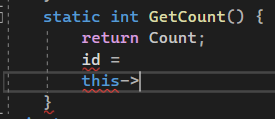 static int GetCount() {
return Count;
id =
this->
}